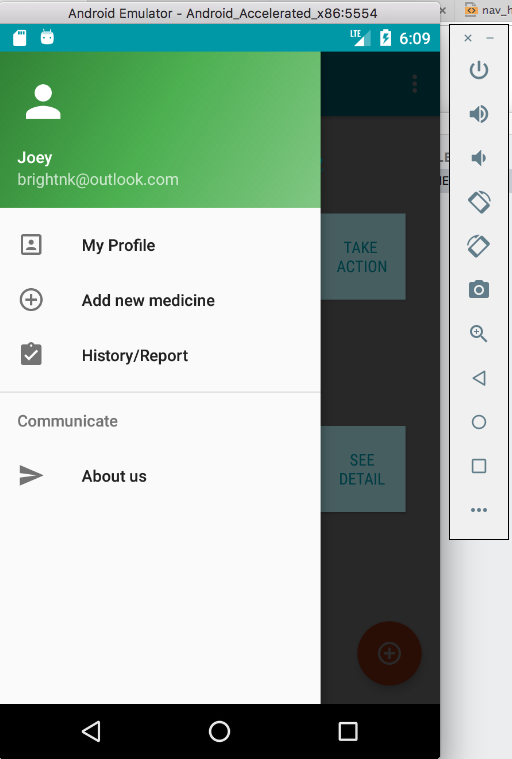 Android Emulator - Android_Accelerated_x86:5554
nav_h
LTE
6:09
Joey
brightnk@outlook.com
My Profile
TAKE
ACTION
Add new medicine
History/Report
Communicate
SEE
DETAIL
About us